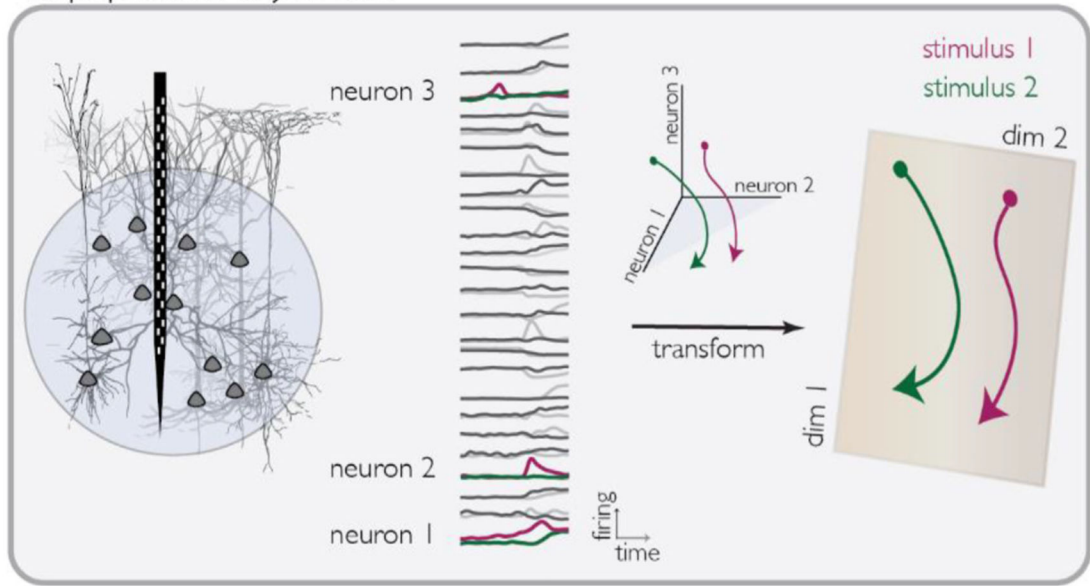 neuron 3
neuron 2
neuron 1
firing
time
neuron 3
neuron 2
neuron 1
transform
stimulus 1
stimulus 2
dim 2
dim 1